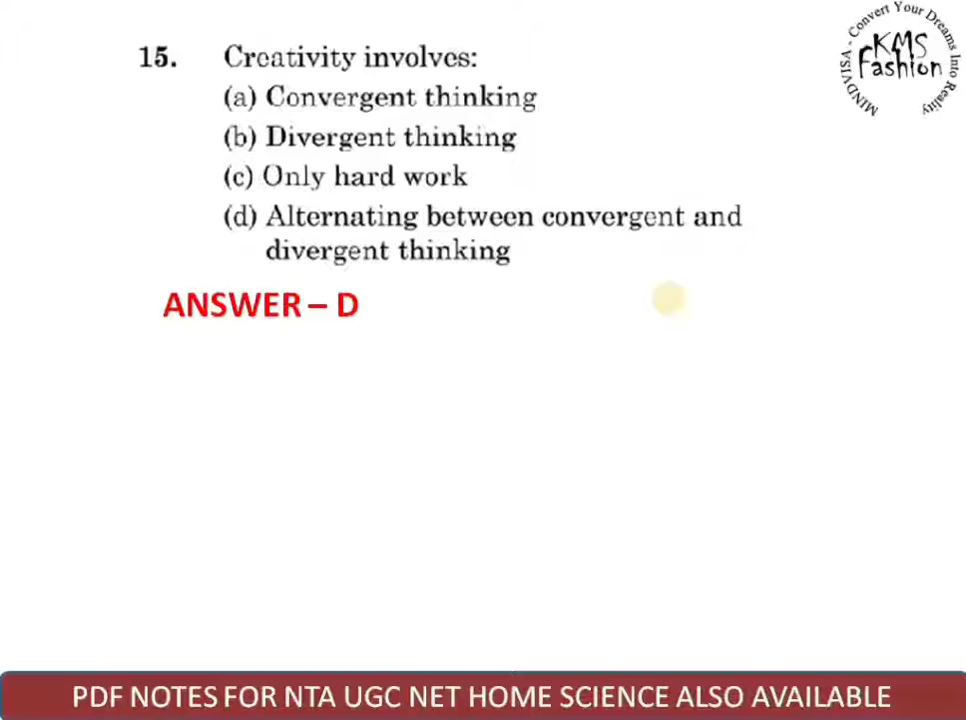 15. Creativity involves:
(a) Convergent thinking
(b) Divergent thinking
(c) Only hard work
(d) Alternating between convergent and
divergent thinking
ANSWER – D
MINDVISA - Convert Your Dreams Into Reality
KMS
Fashion
PDF NOTES FOR NTA UGC NET HOME SCIENCE ALSO AVAILABLE